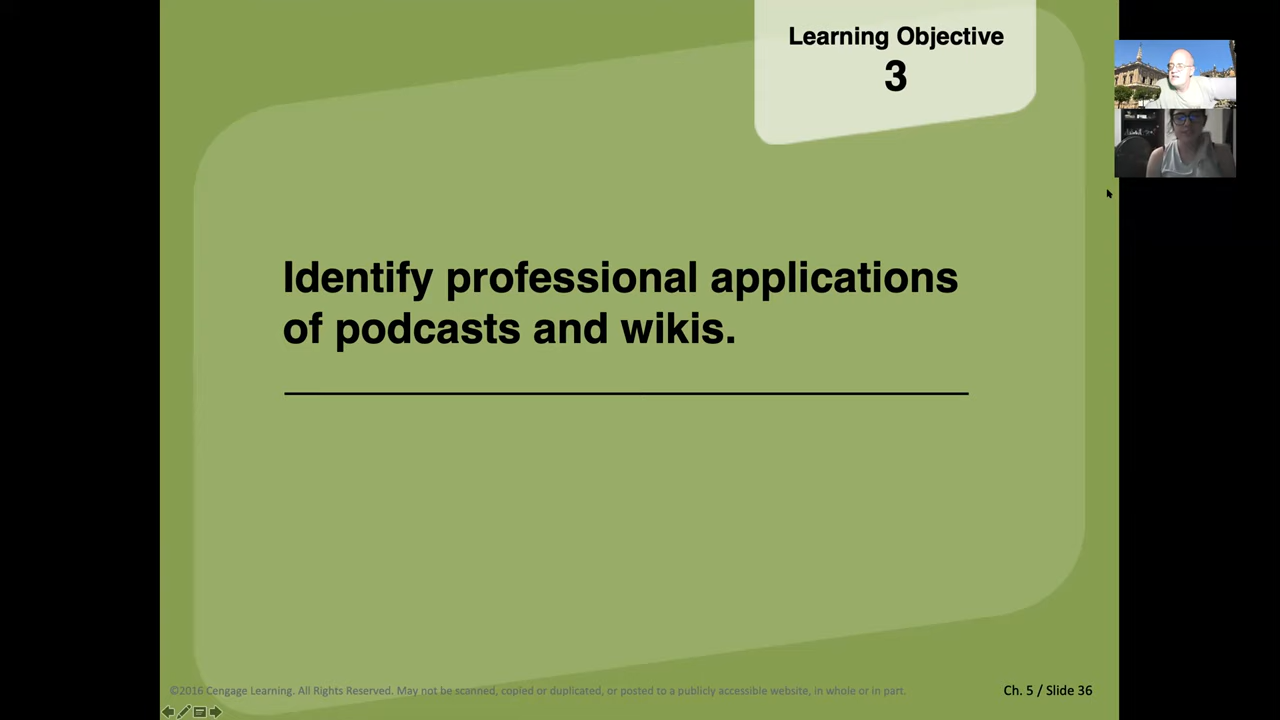 Learning Objective
3
Identify professional applications
of podcasts and wikis.
©2016 Cengage Learning. All Rights Reserved. May not be scanned, copied or duplicated, or posted to a publicly accessible website, in whole or in part.
Ch. 5 / Slide 36